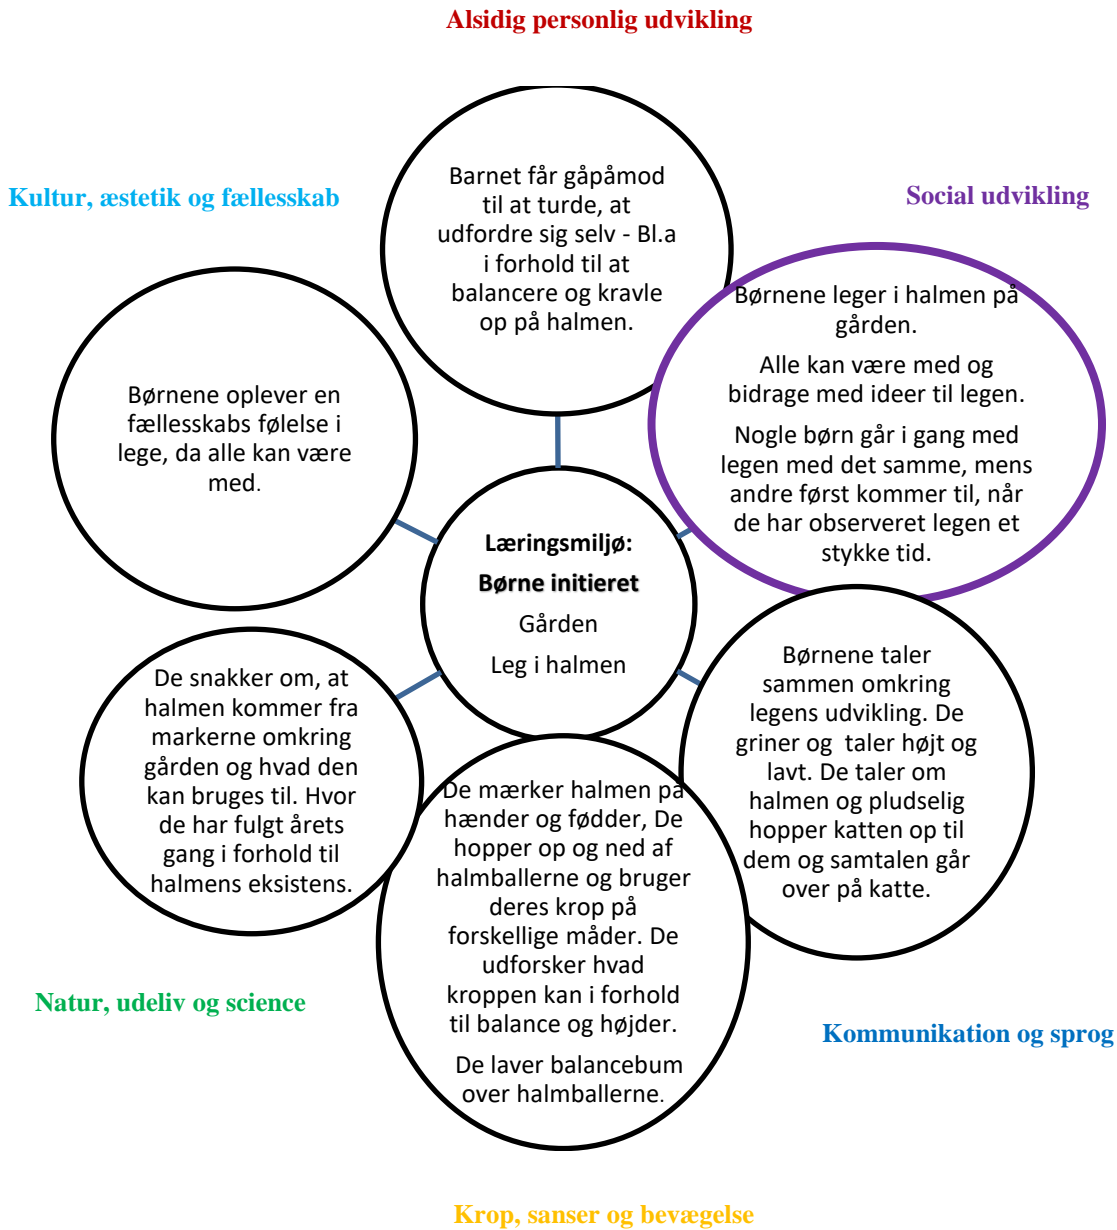 Alsidig personlig udvikling
Barnet får gåpåmod
til at turde, at
udfordre sig selv - Bl.a
i forhold til at
balancere og kravle
op på halmen.
Kultur, æstetik og fællesskab
Børnene oplever en
fællesskabs følelse i
lege, da alle kan være
med.
Social udvikling
Børnene leger i halmen på
gården.
Alle kan være med og
bidrage med ideer til legen.
Nogle børn går i gang med
legen med det samme, mens
andre først kommer til, når
de har observeret legen et
stykke tid.
Læringsmiljø:
Børne initieret
Gården
Leg i halmen
De snakker om, at
halmen kommer fra
markerne omkring
gården og hvad den
kan bruges til. Hvor
de har fulgt årets
gang i forhold til
halmens eksistens.
Natur, udeliv og science
De mærker halmen på
hænder og fødder, De
hopper op og ned af
halmballerne og bruger
deres krop på
forskellige måder. De
udforsker hvad
kroppen kan i forhold
til balance og højder.
De laver balancebum
over halmballerne.
Børnene taler
sammen omkring
legens udvikling. De
griner og  taler højt og
lavt. De taler om
halmen og pludselig
hopper katten op til
dem og samtalen går
over på katte.
Kommunikation og sprog
Krop, sanser og bevægelse